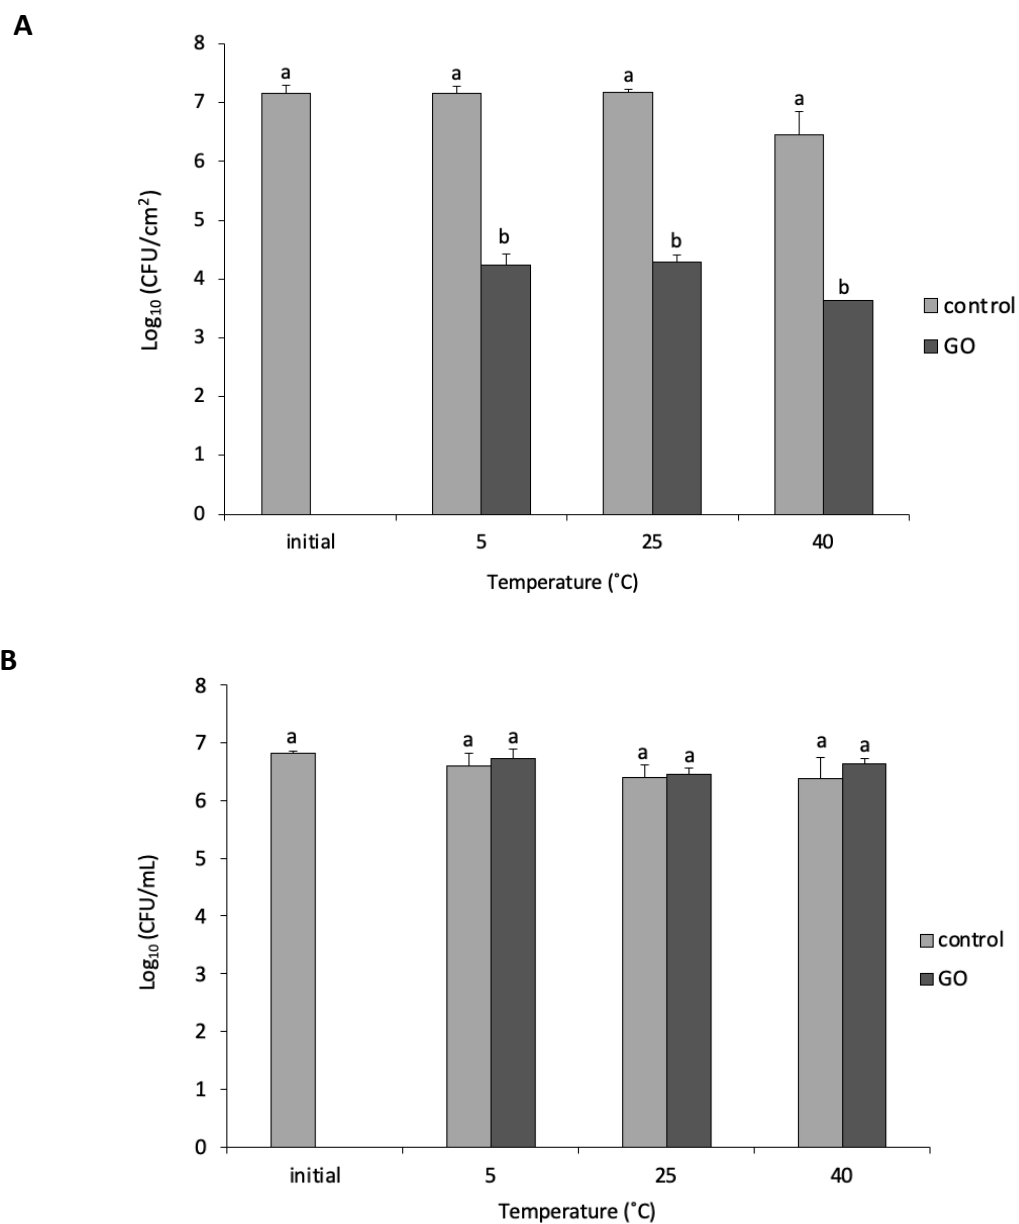 A
8
7
6
5
4
3
2
1
0
Log10 (CFU/cm2)
a
a
a
a
b
b
b
initial
5
25
40
Temperature (˚C)
control
GO
B
8
7
6
5
4
3
2
1
0
Log10 (CFU/mL)
a
a
a
a
a
a
a
initial
5
25
40
Temperature (˚C)
control
GO